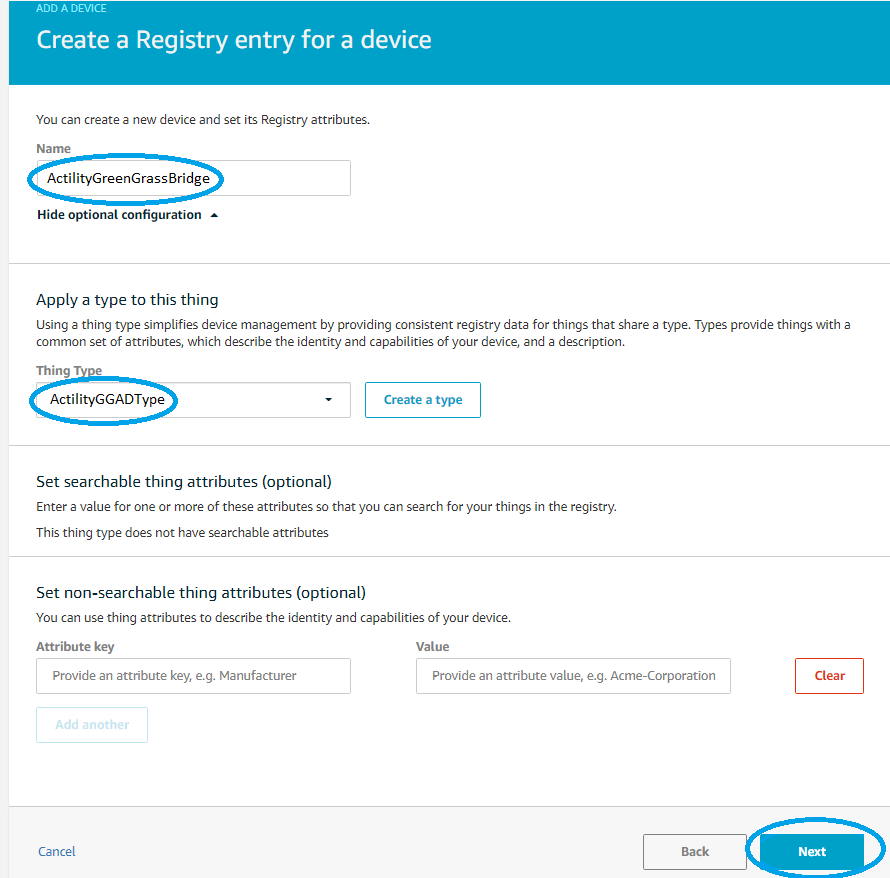 ADD A DEVICE
Create a Registry entry for a device
You can create a new device and set its Registry attributes.
Name
ActilityGreenGrassBridge
Hide optional configuration
Apply a type to this thing
Using a thing type simplifies device management by providing consistent registry data for things that share a type. Types provide things with a
common set of attributes, which describe the identity and capabilities of your device, and a description.
Thing Type
ActilityGGADType
Create a type
Set searchable thing attributes (optional)
Enter a value for one or more of these attributes so that you can search for your things in the registry.
This thing type does not have searchable attributes
Set non-searchable thing attributes (optional)
You can use thing attributes to describe the identity and capabilities of your device.
Attribute key Value
Provide an attribute key, e.g. Manufacturer Provide an attribute value, e.g. Acme-Corporation Clear
Add another
Cancel Back Next